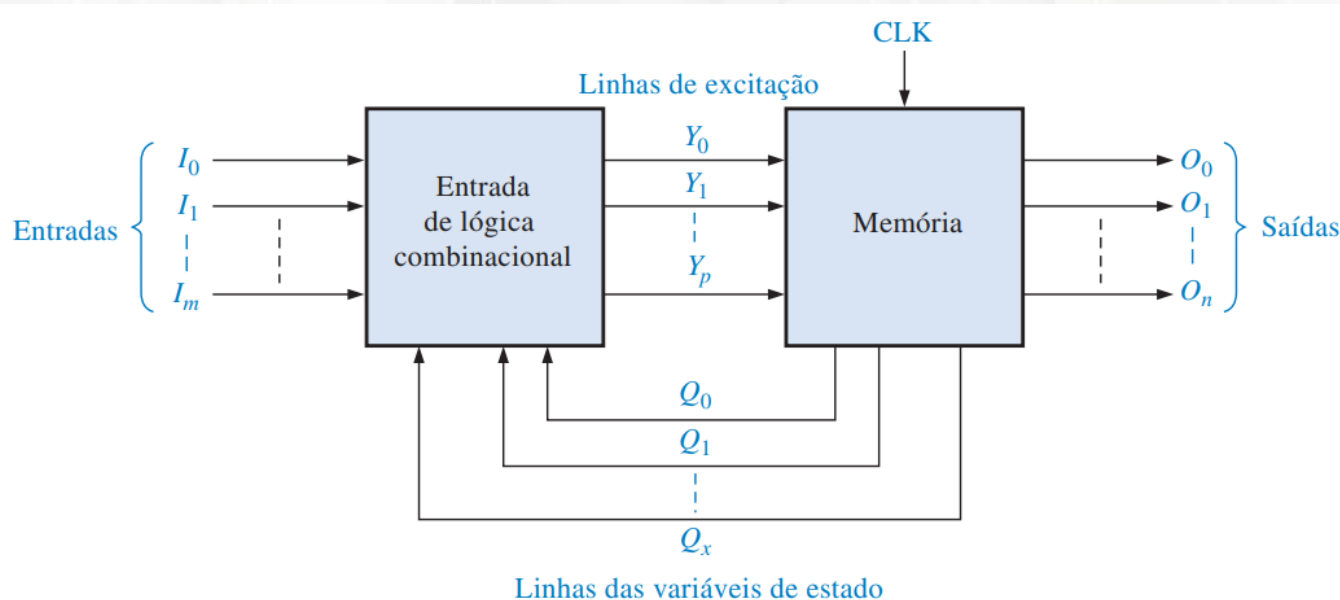 CLK
Linhas de excitação
Entradas
I0
I1
Im
Entrada
de lógica
combinacional
Y0
Y1
Yp
Memória
O0
O1
On
Saídas
Q0
Q1
Qx
Linhas das variáveis de estado